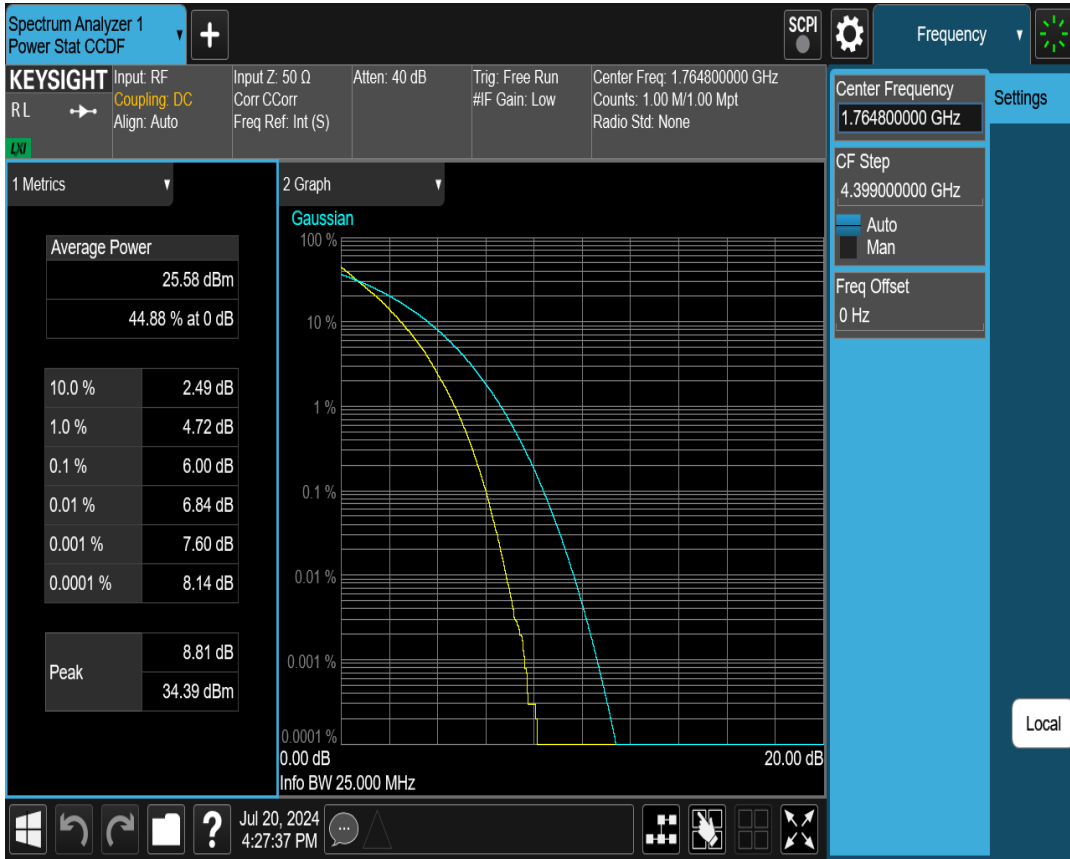 Spectrum Analyzer 1
Power Stat CCDF
SCPI
Frequency
KEYSIGHT
RL
LXI
Input: RF
Coupling: DC
Align: Auto
Input Z: 50 Ω
Corr CCorr
Freq Ref: Int (S)
Atten: 40 dB
Trig: Free Run
#IF Gain: Low
Center Freq: 1.764800000 GHz
Counts: 1.00 M/1.00 Mpt
Radio Std: None
Center Frequency
1.764800000 GHz
Settings
CF Step
4.399000000 GHz
Auto
Man
Freq Offset
0 Hz
Local
1 Metrics
Average Power
25.58 dBm
44.88 % at 0 dB
10.0 % 2.49 dB
1.0 % 4.72 dB
0.1 % 6.00 dB
0.01 % 6.84 dB
0.001 % 7.60 dB
0.0001 % 8.14 dB
Peak
8.81 dB
34.39 dBm
2 Graph
Gaussian
100 %
10 %
1 %
0.1 %
0.01 %
0.001 %
0.0001 %
0.00 dB 20.00 dB
Info BW 25.000 MHz
?
Jul 20, 2024
4:27:37 PM